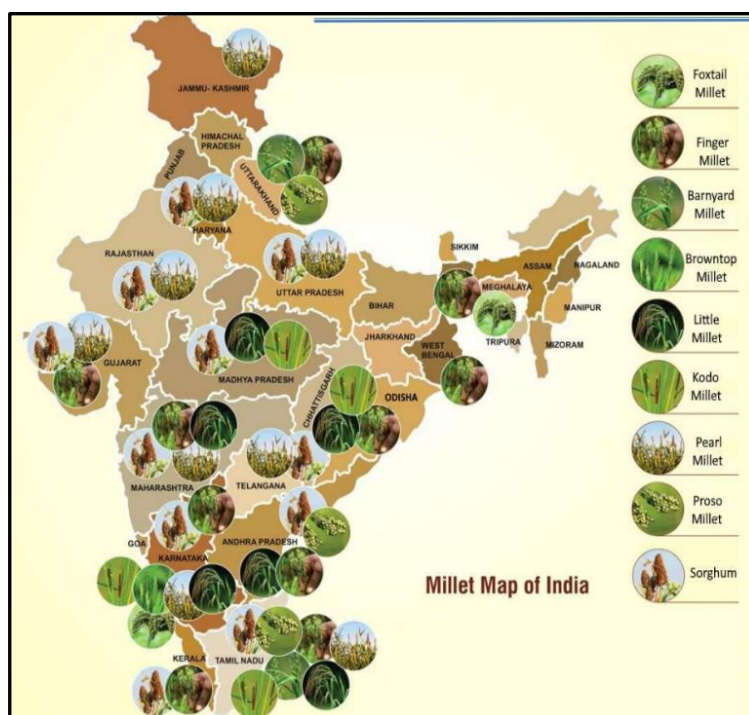 JAMMU- KASHMIR
HIMACHAL
PRADESH
PUNJAB
UTTARAKHAND
HARYANA
RAJASTHAN
UTTAR PRADESH
SIKKIM
ASSAM
NAGALAND
MEGHALAYA
BIHAR
MANIPUR
JHARKHAND
WEST
BENGAL
TRIPURA
MIZORAM
GUJARAT
MADHYA PRADESH
CHHATTISGARH
ODISHA
MAHARASHTRA
TELANGANA
GOA
KARNATAKA
ANDHRA PRADESH
KERALA
TAMIL NADU
Millet Map of India
Foxtail
Millet
Finger
Millet
Barnyard
Millet
Browntop
Millet
Little
Millet
Kodo
Millet
Pearl
Millet
Proso
Millet
Sorghum